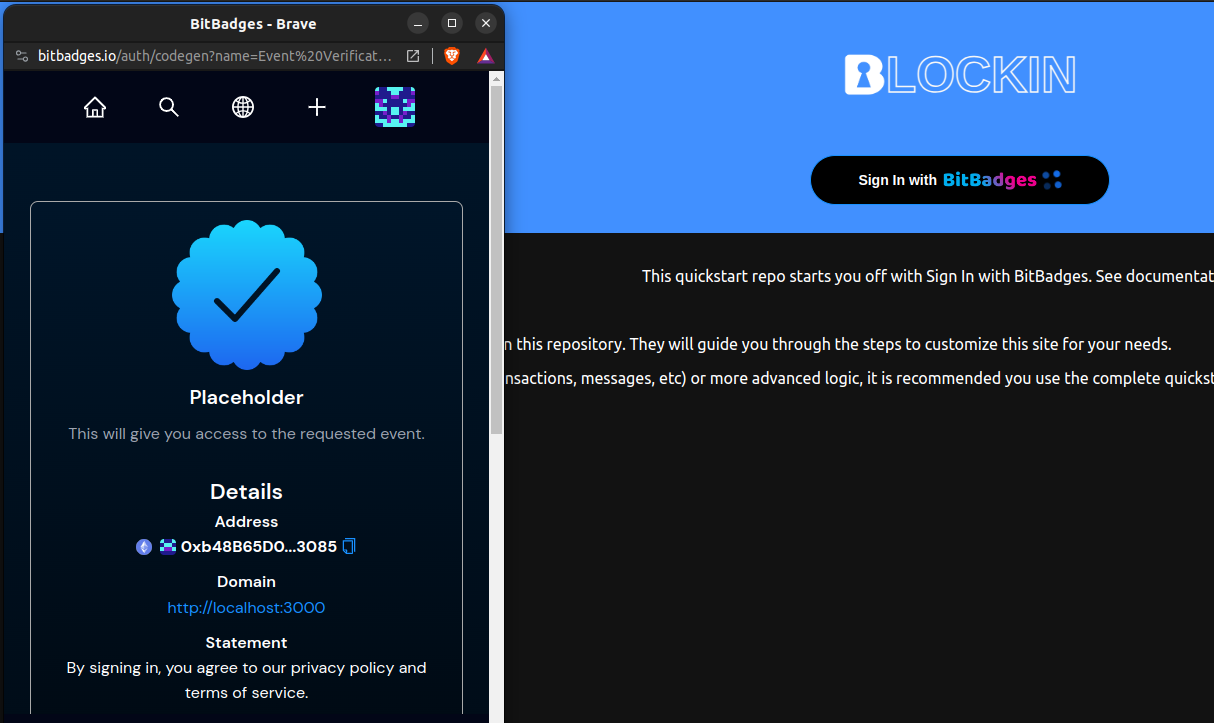 BitBadges - Brave
bitbadges.io/auth/codegen?name=Event%20Verificat...
Placeholder
This will give you access to the requested event.
Details
Address
0xb48B65D0...3085
Domain
http://localhost:3000
Statement
By signing in, you agree to our privacy policy and
terms of service.
BLOCKIN
Sign In with BitBadges
This quickstart repo starts you off with Sign In with BitBadges. See
this repository. They will guide you through the steps to customize this site for your needs.
messages, etc) or more advanced logic, it is recommended you use the complete